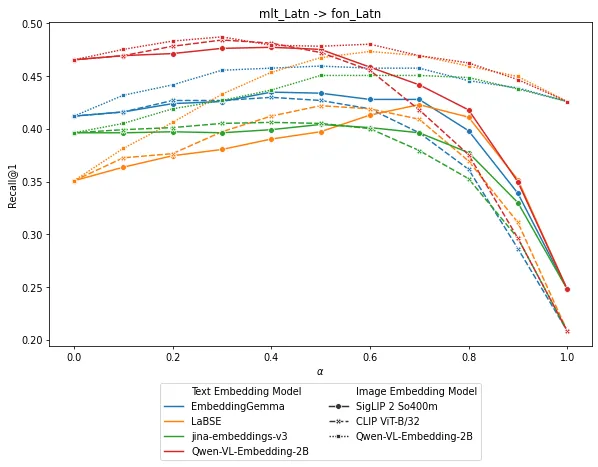 mlt_Latn -> fon_Latn
0.50
0.45
0.40
0.35
0.30
0.25
0.20
Recall@1
0.0 0.2 0.4 0.6 0.8 1.0
α
Text Embedding Model
EmbeddingGemma
LaBSE
jina-embeddings-v3
Qwen-VL-Embedding-2B
Image Embedding Model
SigLIP 2 So400m
CLIP ViT-B/32
Qwen-VL-Embedding-2B